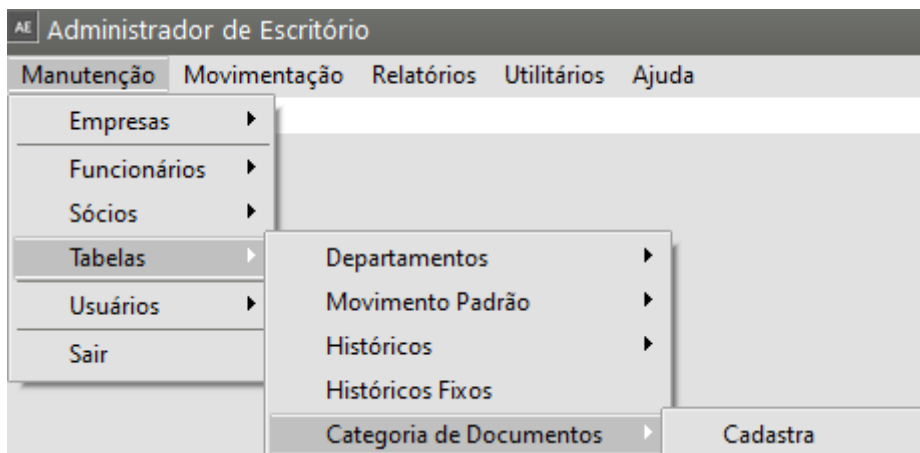 AE Administrador de Escritório
Manutenção Movimentação Relatórios Utilitários Ajuda
Empresas
Funcionários
Sócios
Tabelas
Usuários
Sair
Departamentos
Movimento Padrão
Históricos
Históricos Fixos
Categoria de Documentos
Cadastra